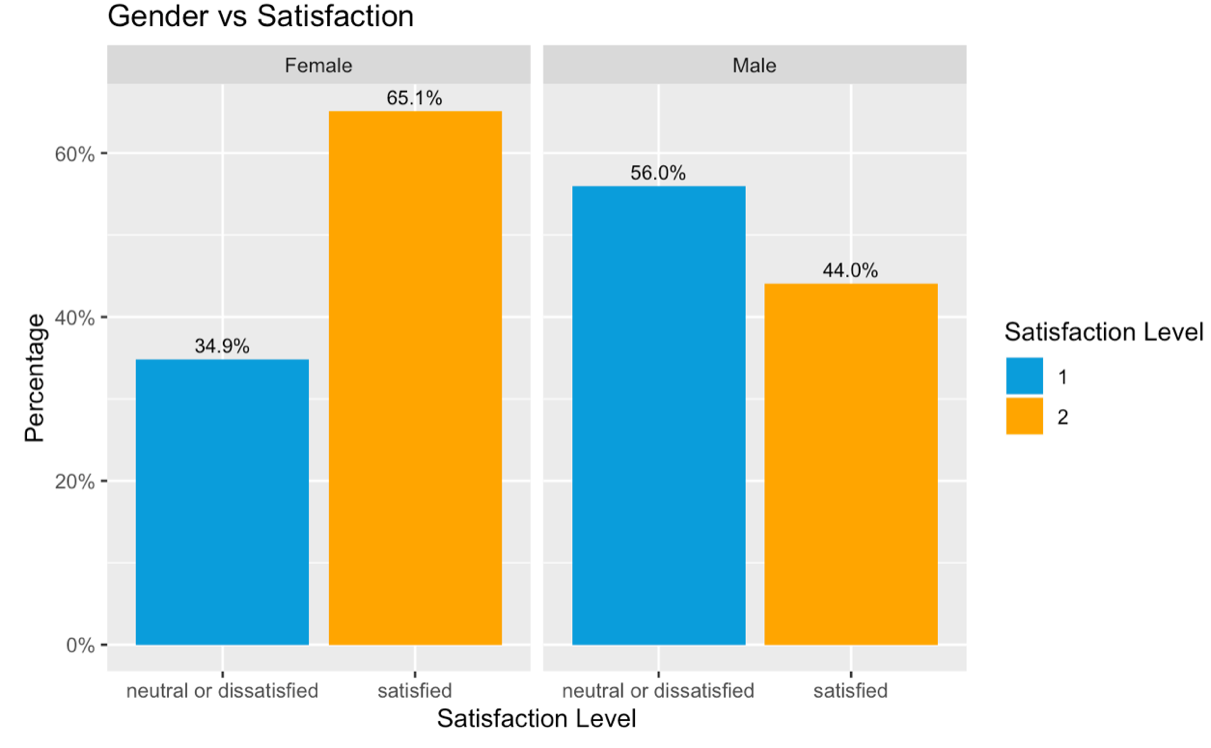 Gender vs Satisfaction
Female
Male
65.1%
60%
56.0%
44.0%
40%
34.9%
20%
0%
Percentage
neutral or dissatisfied
satisfied
neutral or dissatisfied
satisfied
Satisfaction Level
Satisfaction Level
1
2